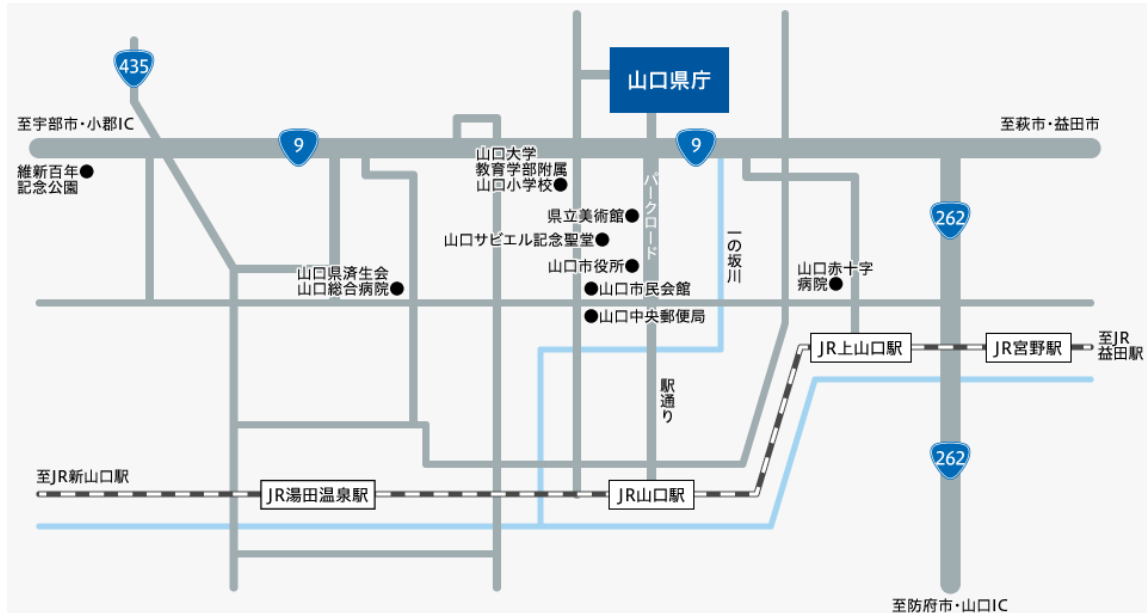 435
山口県庁
至宇部市・小郡IC
9
9
至萩市・益田市
維新百年
記念公園
山口大学
教育学部附属
山口小学校
パークロード
県立美術館
262
山口サビエル記念聖堂
一の坂川
山口市役所
山口県済生会
山口総合病院
山口赤十字
病院
山口市民会館
山口中央郵便局
JR上山口駅
JR宮野駅
至JR
益田駅
駅通り
262
至JR新山口駅
JR湯田温泉駅
JR山口駅
至防府市・山口IC